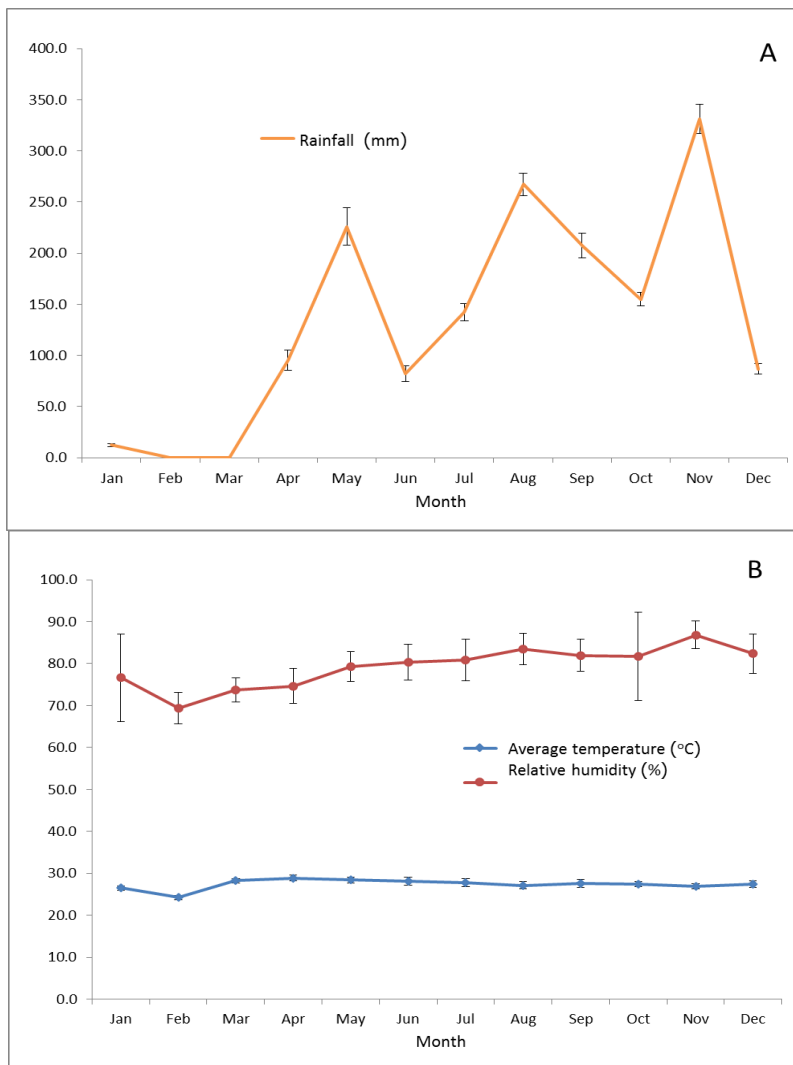 A
400.0
350.0
300.0
250.0
200.0
150.0
100.0
50.0
0.0
Rainfall (mm)
Jan Feb Mar Apr May Jun Jul Aug Sep Oct Nov Dec
Month
B
100.0
90.0
80.0
70.0
60.0
50.0
40.0
30.0
20.0
10.0
0.0
Average temperature (°C)
Relative humidity (%)
Jan Feb Mar Apr May Jun Jul Aug Sep Oct Nov Dec
Month